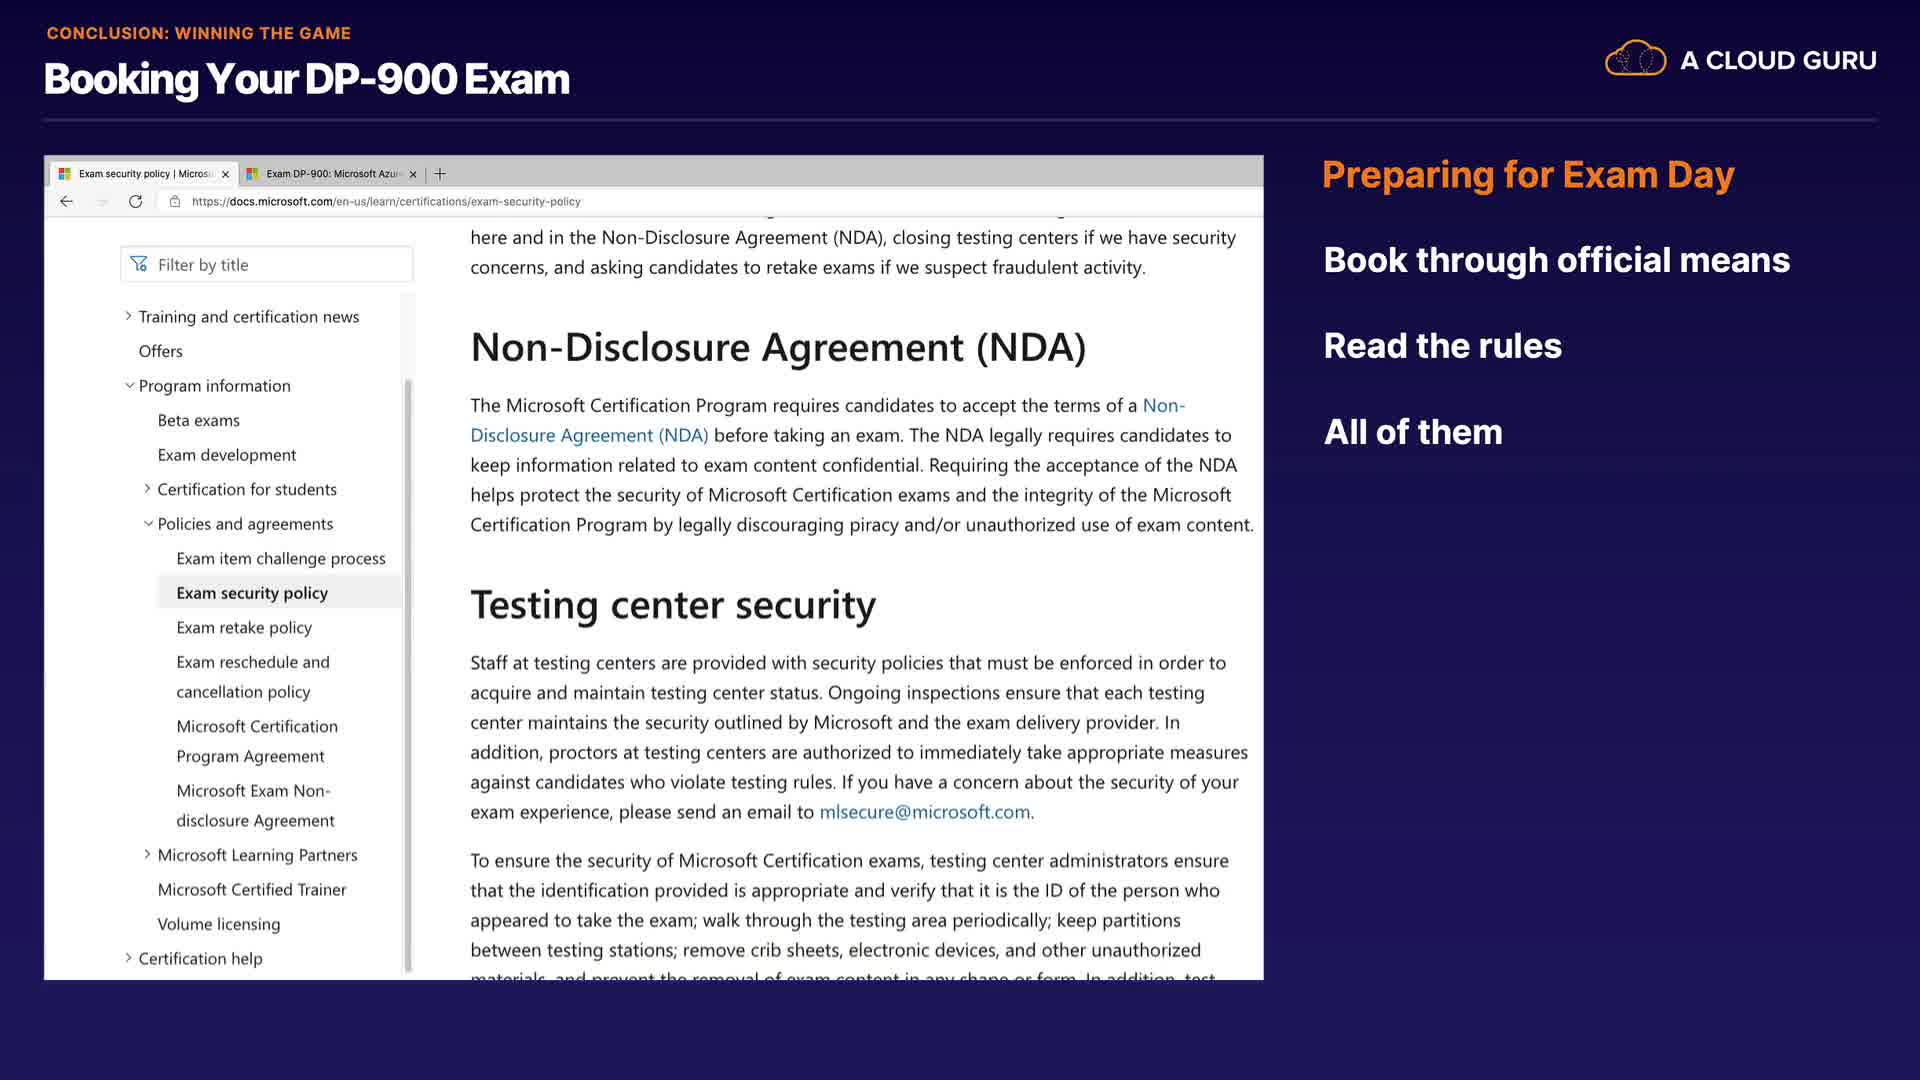 CONCLUSION: WINNING THE GAME
Booking Your DP-900 Exam
A CLOUD GURU
Exam security policy | Micros
Exam DP-900: Microsoft Azu
https://docs.microsoft.com/en-us/learn/certifications/exam-security-policy
Filter by title
Training and certification news
Offers
Program information
Beta exams
Exam development
Certification for students
Policies and agreements
Exam item challenge process
Exam security policy
Exam retake policy
Exam reschedule and
cancellation policy
Microsoft Certification
Program Agreement
Microsoft Exam Non-
disclosure Agreement
Microsoft Learning Partners
Microsoft Certified Trainer
Volume licensing
Certification help
here and in the Non-Disclosure Agreement (NDA), closing testing centers if we have security
concerns, and asking candidates to retake exams if we suspect fraudulent activity.
Non-Disclosure Agreement (NDA)
The Microsoft Certification Program requires candidates to accept the terms of a Non-
Disclosure Agreement (NDA) before taking an exam. The NDA legally requires candidates to
keep information related to exam content confidential. Requiring the acceptance of the NDA
helps protect the security of Microsoft Certification exams and the integrity of the Microsoft
Certification Program by legally discouraging piracy and/or unauthorized use of exam content.
Testing center security
Staff at testing centers are provided with security policies that must be enforced in order to
acquire and maintain testing center status. Ongoing inspections ensure that each testing
center maintains the security outlined by Microsoft and the exam delivery provider. In
addition, proctors at testing centers are authorized to immediately take appropriate measures
against candidates who violate testing rules. If you have a concern about the security of your
exam experience, please send an email to mlsecure@microsoft.com.
To ensure the security of Microsoft Certification exams, testing center administrators ensure
that the identification provided is appropriate and verify that it is the ID of the person who
appeared to take the exam; walk through the testing area periodically; keep partitions
between testing stations; remove crib sheets, electronic devices, and other unauthorized
materials, and prevent the removal of exam content in any shape or form. In addition, test
Preparing for Exam Day
Book through official means
Read the rules
All of them